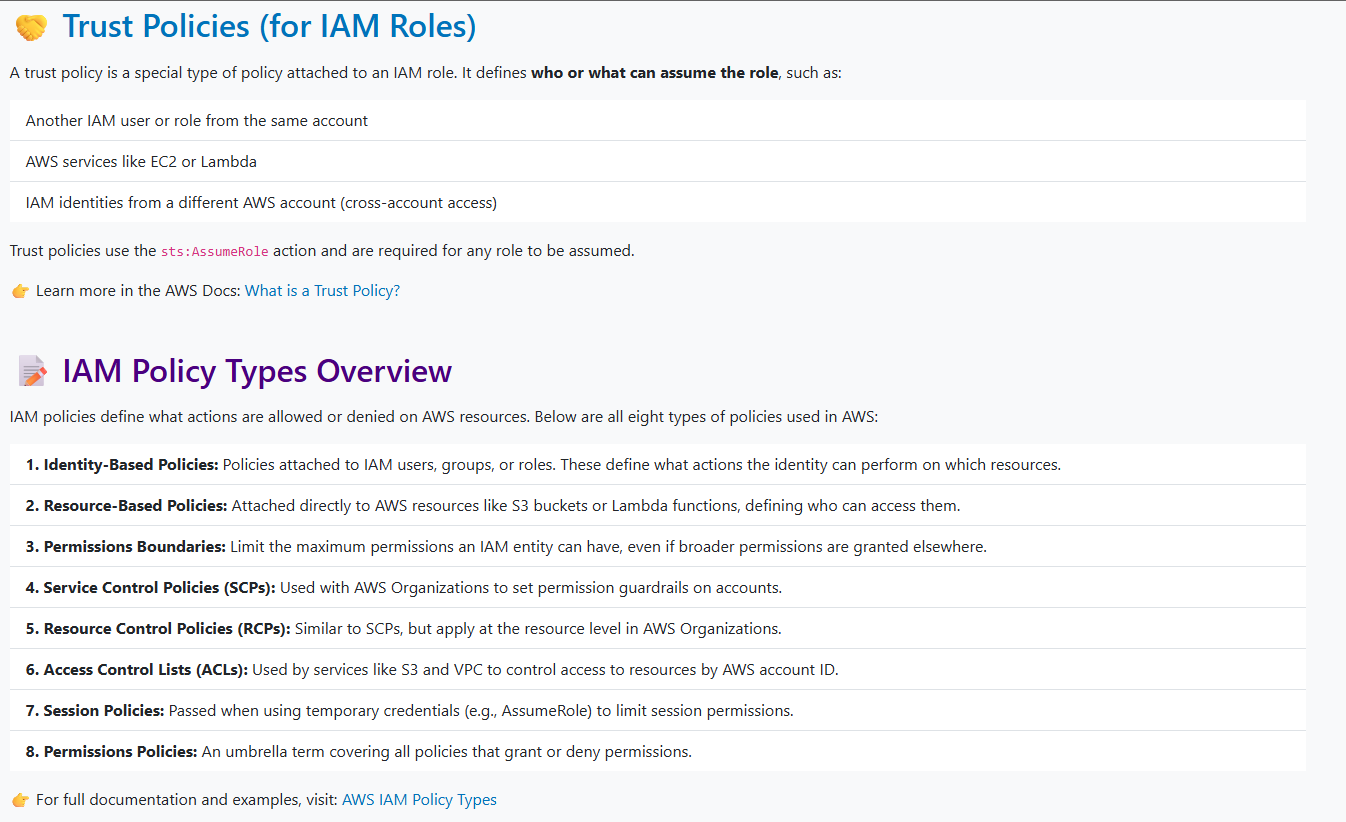 🤝 Trust Policies (for IAM Roles)
A trust policy is a special type of policy attached to an IAM role. It defines who or what can assume the role, such as:
Another IAM user or role from the same account
AWS services like EC2 or Lambda
IAM identities from a different AWS account (cross-account access)
Trust policies use the sts:AssumeRole action and are required for any role to be assumed.
👉 Learn more in the AWS Docs: What is a Trust Policy?
📝 IAM Policy Types Overview
IAM policies define what actions are allowed or denied on AWS resources. Below are all eight types of policies used in AWS:
1. Identity-Based Policies: Policies attached to IAM users, groups, or roles. These define what actions the identity can perform on which resources.
2. Resource-Based Policies: Attached directly to AWS resources like S3 buckets or Lambda functions, defining who can access them.
3. Permissions Boundaries: Limit the maximum permissions an IAM entity can have, even if broader permissions are granted elsewhere.
4. Service Control Policies (SCPs): Used with AWS Organizations to set permission guardrails on accounts.
5. Resource Control Policies (RCPs): Similar to SCPs, but apply at the resource level in AWS Organizations.
6. Access Control Lists (ACLs): Used by services like S3 and VPC to control access to resources by AWS account ID.
7. Session Policies: Passed when using temporary credentials (e.g., AssumeRole) to limit session permissions.
8. Permissions Policies: An umbrella term covering all policies that grant or deny permissions.
👉 For full documentation and examples, visit: AWS IAM Policy Types